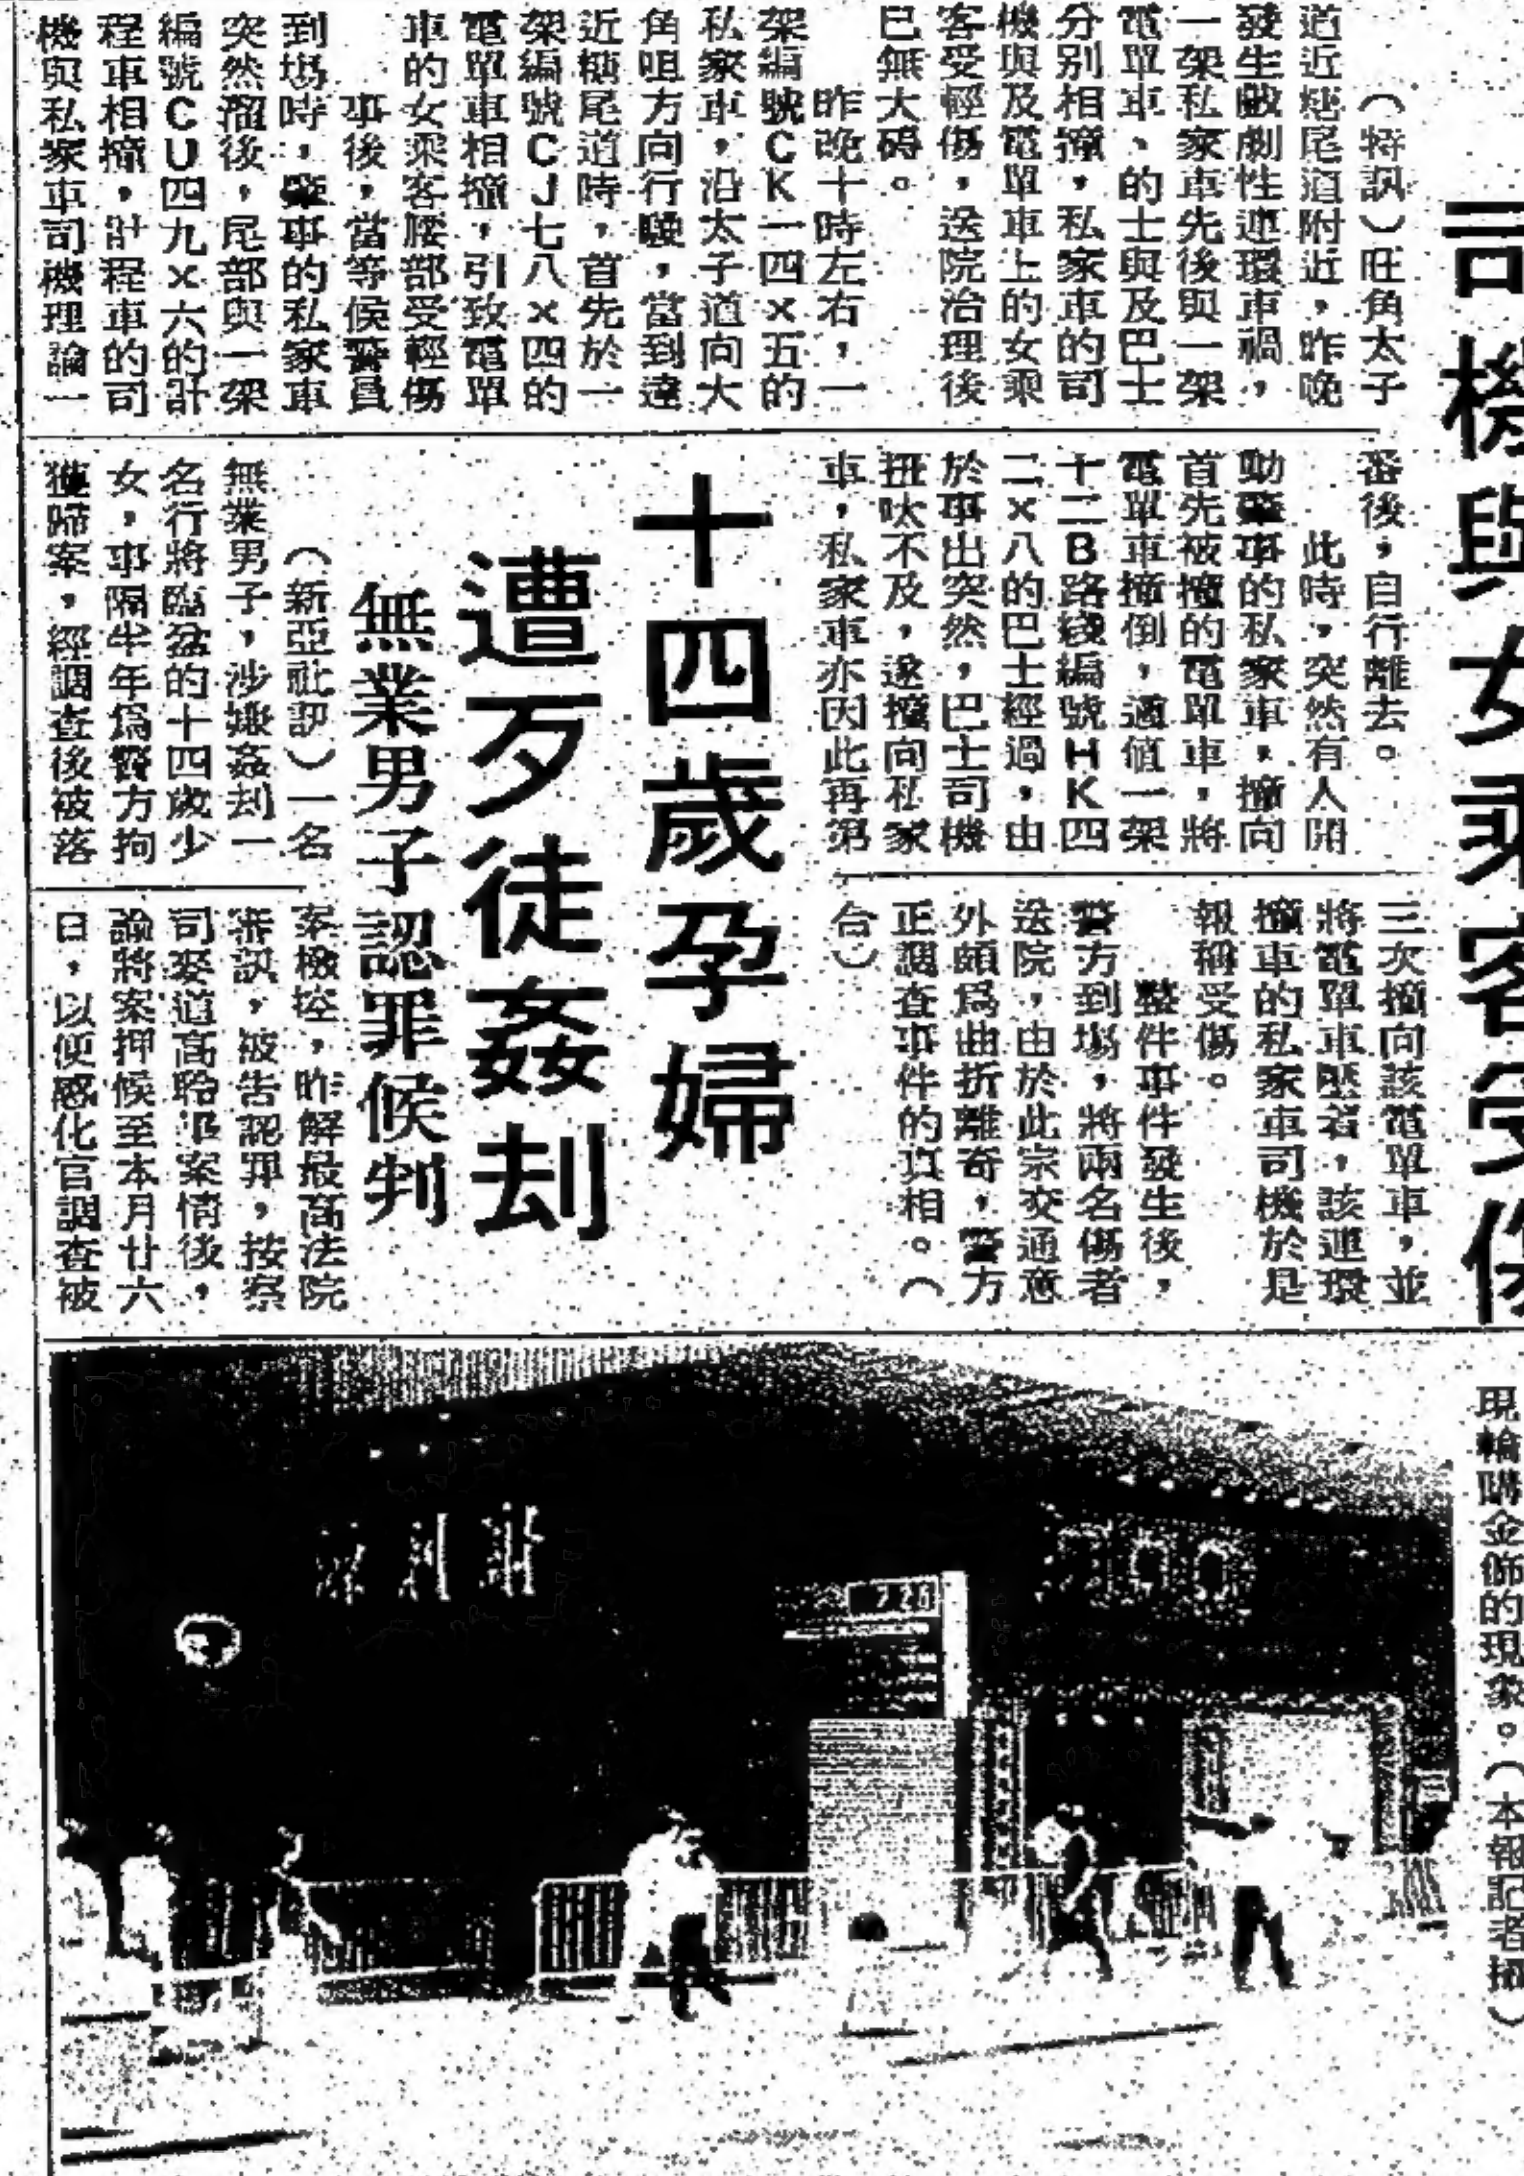 司機與女乘客受傷
（特訊）旺角太子
道近塘尾道附近，昨晚
發生戲劇性連環車禍，
一架私家車先後與一架
電單車、的士與及巴士
分別相撞，私家車的司
機與及電單車上的女乘
客受輕傷，送院治理後
已無大碍。
昨晚十時左右，一
架編號CK一四×五的
私家車，沿太子道向大
角咀方向行駛，當到達
近塘尾道時，首先於一
架編號CJ七八×四的
電單車相撞，引致電單
車的女乘客腰部受輕傷
事後，當等候警員
到場時，肇事的私家車
突然溜後，尾部與一架
編號CU四九×六的計
程車相撞，計程車的司
機與私家車司機理論一
番後，自行離去。
此時，突然有人開
動肇事的私家車，撞向
首先被撞的電單車，將
電單車撞倒，適值一架
十二B路綫編號HK四
二×八的巴士經過，由
於事出突然，巴士司機
扭呔不及，遂撞向私家
車，私家車亦因此再第
三次撞向該電單車，並
將電單車壓著，該連環
撞車的私家車司機於是
報稱受傷。
整件事件發生後，
警方到場，將兩名傷者
送院，由於此宗交通意
外頗爲曲折離奇，警方
正調查事件的真相。（
合）
十四歲孕婦
遭歹徒姦刦
無業男子認罪候判
（新亞社訊）一名
無業男子，涉嫌姦刦一
名行將臨盆的十四歲少
女，事隔半年爲警方拘
獲歸案，經調查後被落
案檢控，昨解最高法院
審訊，被告認罪，按察
司麥道高聆悉案情後，
諭將案押候至本月廿六
日，以便感化官調查被
現輪購金飾的現象。（本報記者攝）
726